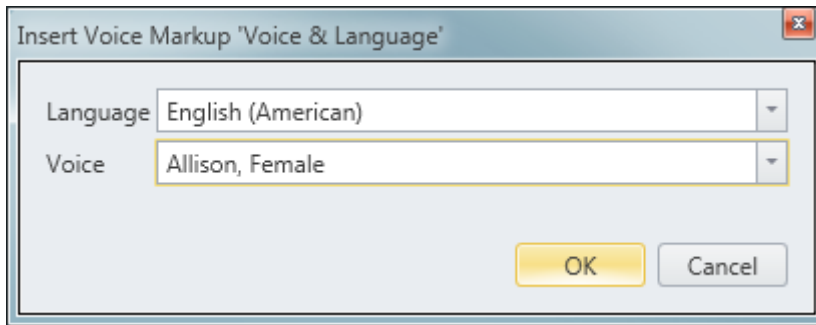 Insert Voice Markup 'Voice & Language'
Language English (American)
Voice Allison, Female
OK Cancel